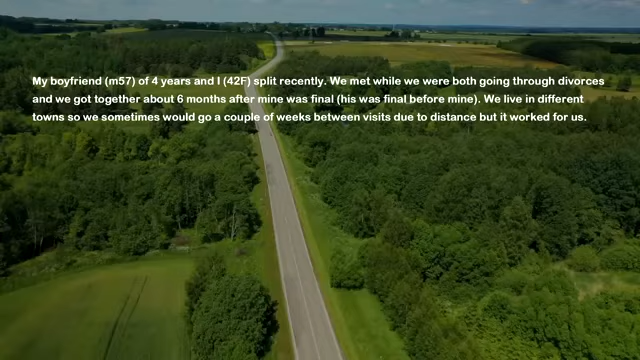 My boyfriend (m57) of 4 years and I (42F) split recently. We met while we were both going through divorces
and we got together about 6 months after mine was final (his was final before mine). We live in different
towns so we sometimes would go a couple of weeks between visits due to distance but it worked for us.